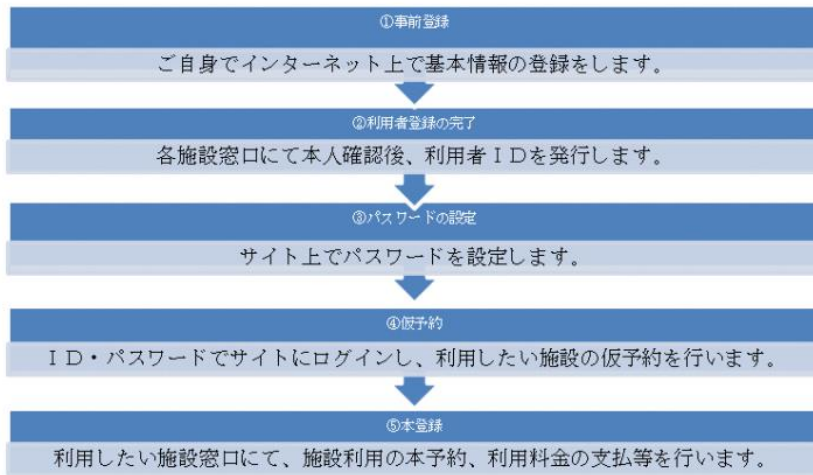 ①事前登録
ご自身でインターネット上で基本情報の登録をします。
②利用者登録の完了
各施設窓口にて本人確認後、利用者ＩＤを発行します。
③パスワードの設定
サイト上でパスワードを設定します。
④仮予約
ＩＤ・パスワードでサイトにログインし、利用したい施設の仮予約を行います。
⑤本登録
利用したい施設窓口にて、施設利用の本予約、利用料金の支払等を行います。